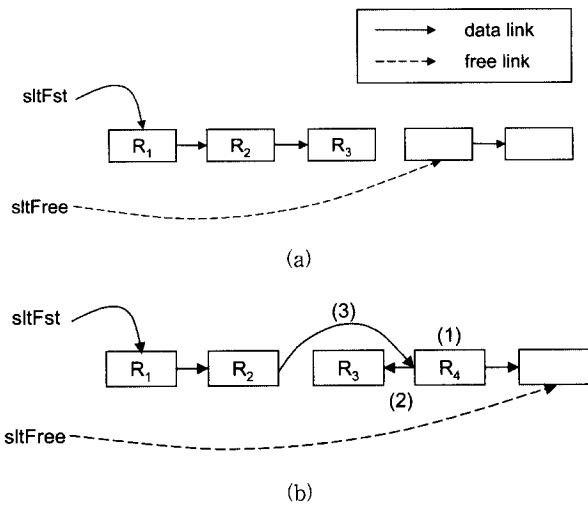 data link
free link
sltFst
R₁ R₂ R₃
sltFree
(a)
sltFst
(3)
(1)
R₁ R₂ R₃ R₄
(2)
sltFree
(b)